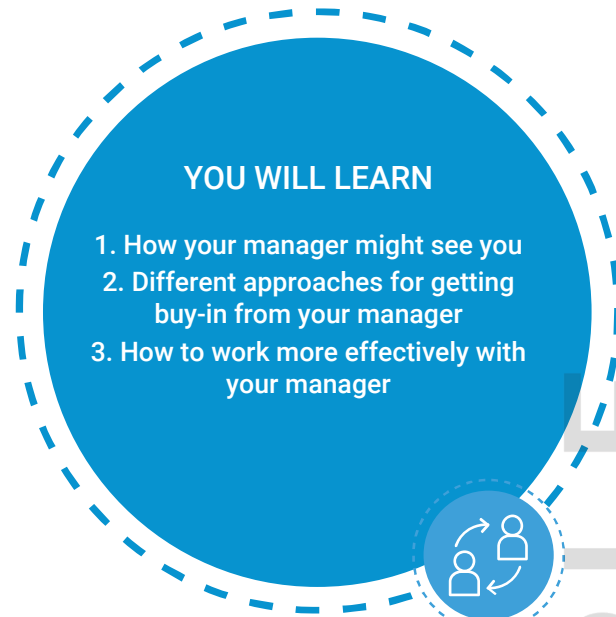 YOU WILL LEARN
1. How your manager might see you
2. Different approaches for getting
buy-in from your manager
3. How to work more effectively with
your manager